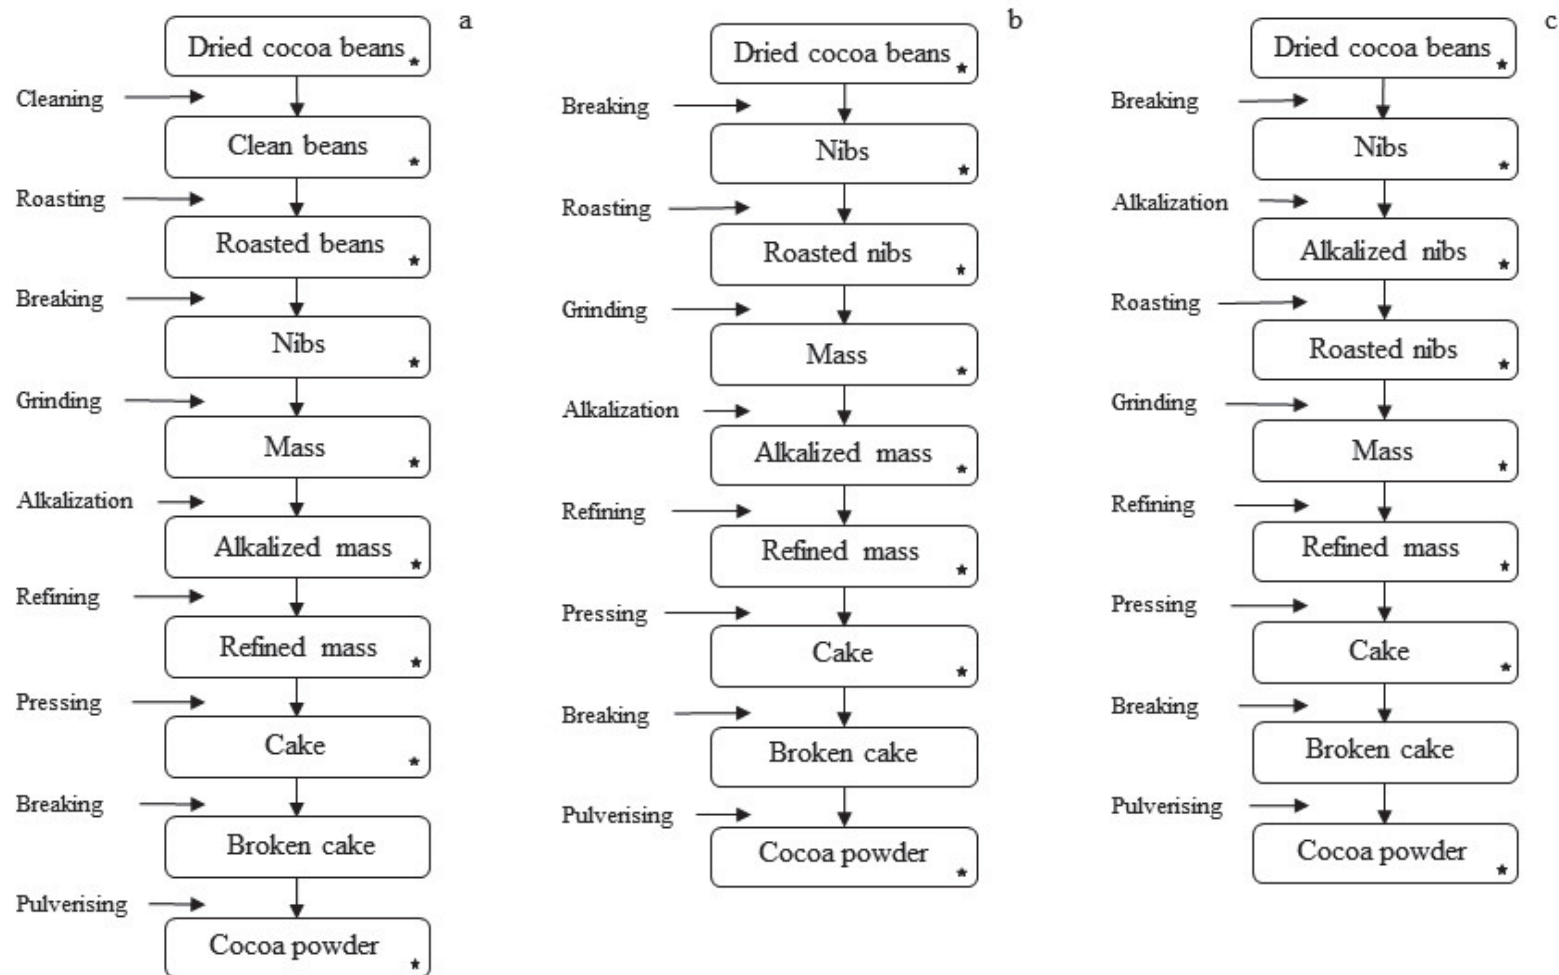 a
Dried cocoa beans
Cleaning
Clean beans
Roasting
Roasted beans
Breaking
Nibs
Grinding
Mass
Alkalization
Alkalized mass
Refining
Refined mass
Pressing
Cake
Breaking
Broken cake
Pulverising
Cocoa powder
b
Dried cocoa beans
Breaking
Nibs
Roasting
Roasted nibs
Grinding
Mass
Alkalization
Alkalized mass
Refining
Refined mass
Pressing
Cake
Breaking
Broken cake
Pulverising
Cocoa powder
c
Dried cocoa beans
Breaking
Nibs
Alkalization
Alkalized nibs
Roasting
Roasted nibs
Grinding
Mass
Refining
Refined mass
Pressing
Cake
Breaking
Broken cake
Pulverising
Cocoa powder